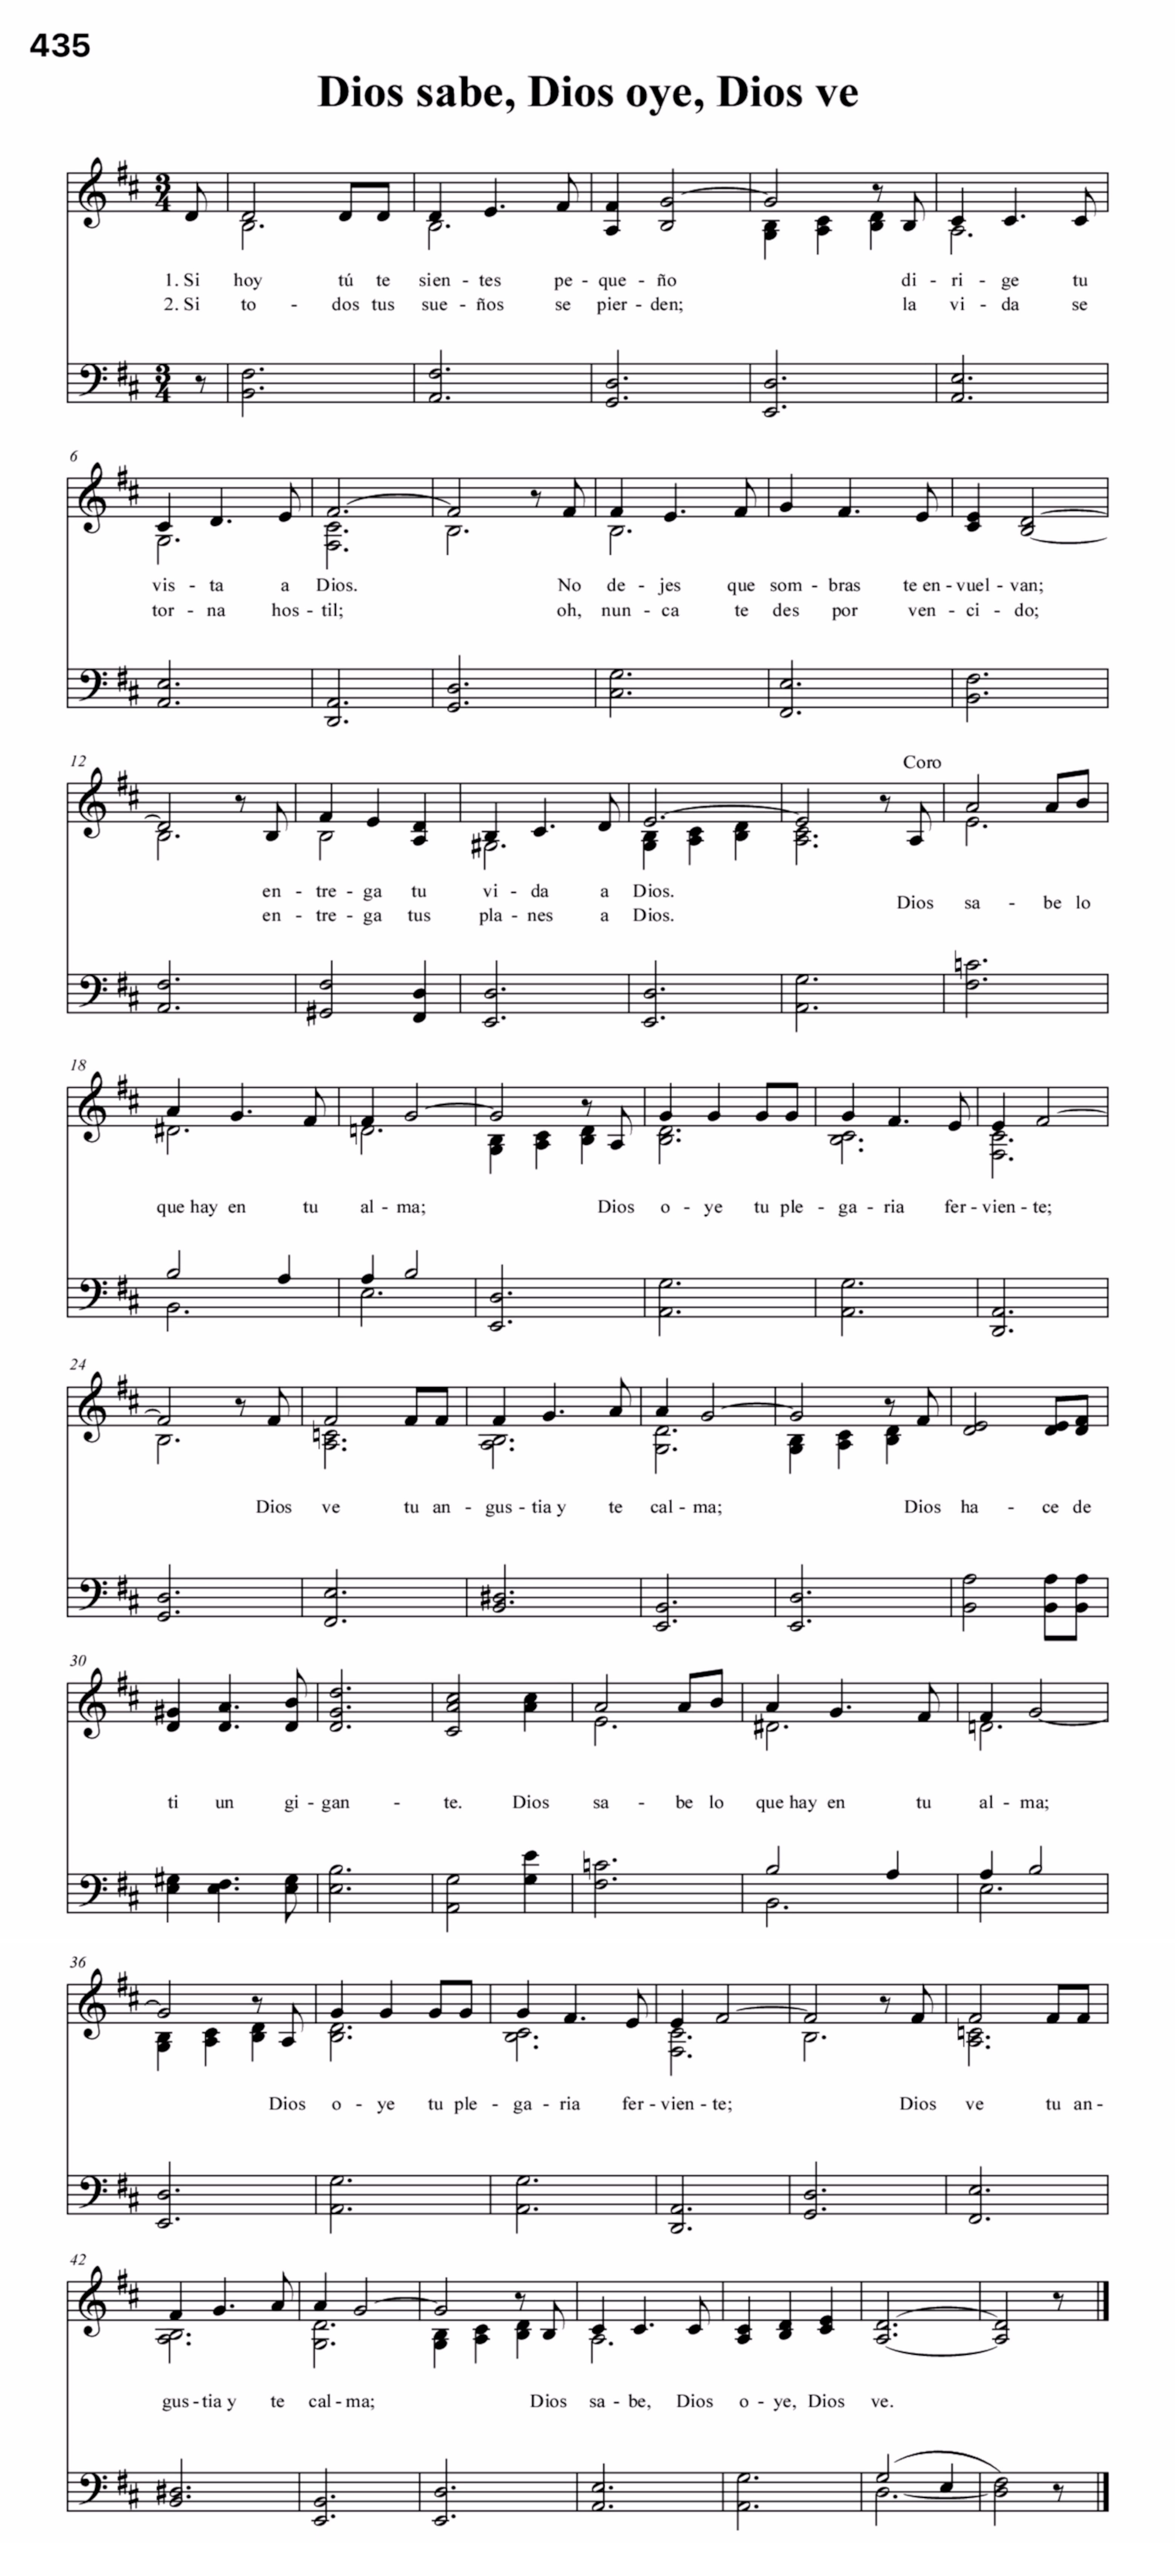 435
Dios sabe, Dios oye, Dios ve
3 4
1. Si hoy tú te sien - tes pe - que - ño di - ri - ge tu
2. Si to - dos tus sue - ños se pier - den; la vi - da se
3 4
6
vis - ta a Dios. No de - jes que som - bras te en - vuel - van;
tor - na hos - til; oh, nun - ca te des por ven - ci - do;
12
Coro
en - tre - ga tu vi - da a Dios.
Dios sa - be lo
en - tre - ga tus pla - nes a Dios.
18
que hay en tu al - ma; Dios o - ye tu ple - ga - ria fer - vien - te;
24
Dios ve tu an - gus - tia y te cal - ma; Dios ha - ce de
30
ti un gi - gan - te. Dios sa - be lo que hay en tu al - ma;
36
Dios o - ye tu ple - ga - ria fer - vien - te; Dios ve tu an -
42
gus - tia y te cal - ma; Dios sa - be, Dios o - ye, Dios ve.